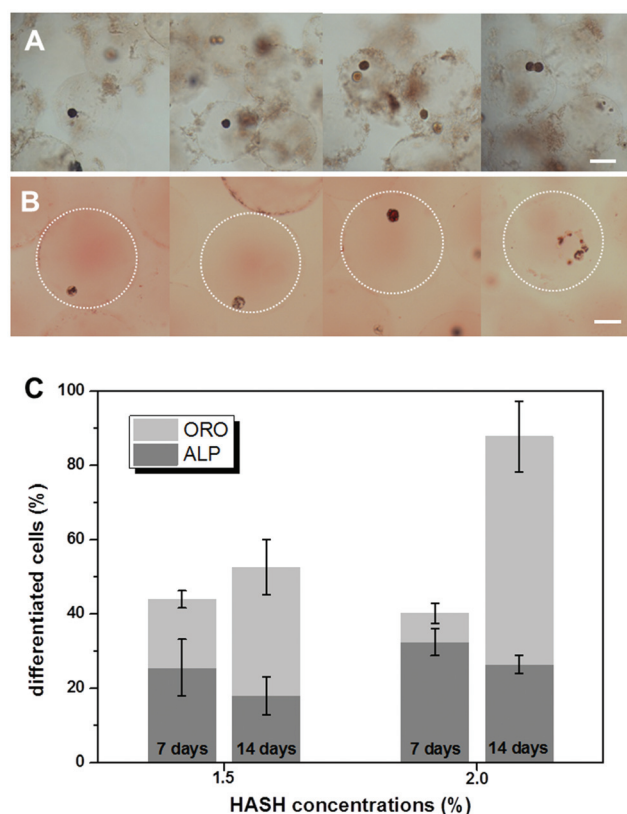 A
B
C
100
80
60
40
20
0
differentiated cells (%)
ORO
ALP
7 days 14 days 7 days 14 days
1.5 2.0
HASH concentrations (%)